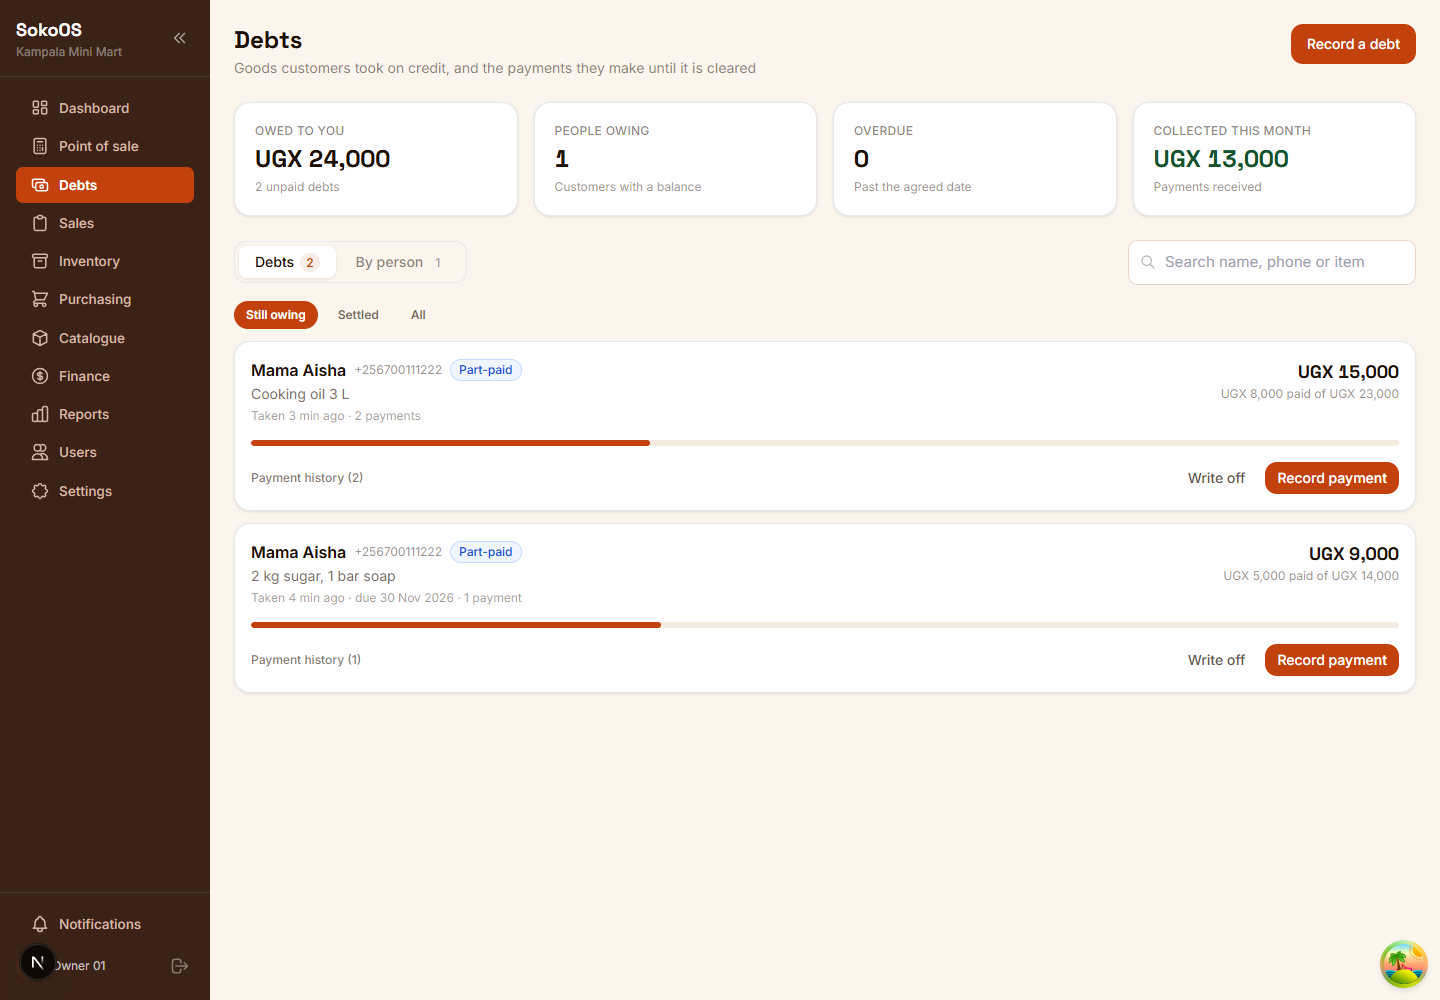 SokoOS
Kampala Mini Mart
Dashboard
Point of sale
Debts
Sales
Inventory
Purchasing
Catalogue
Finance
Reports
Users
Settings
Notifications
N
Owner 01
Debts
Goods customers took on credit, and the payments they make until it is cleared
Record a debt
OWED TO YOU
UGX 24,000
2 unpaid debts
PEOPLE OWING
1
Customers with a balance
OVERDUE
0
Past the agreed date
COLLECTED THIS MONTH
UGX 13,000
Payments received
Debts 2
By person 1
Search name, phone or item
Still owing
Settled
All
Mama Aisha +256700111222 Part-paid
UGX 15,000
Cooking oil 3 L
UGX 8,000 paid of UGX 23,000
Taken 3 min ago · 2 payments
Payment history (2)
Write off
Record payment
Mama Aisha +256700111222 Part-paid
UGX 9,000
2 kg sugar, 1 bar soap
UGX 5,000 paid of UGX 14,000
Taken 4 min ago · due 30 Nov 2026 · 1 payment
Payment history (1)
Write off
Record payment